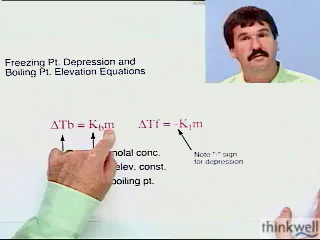 Freezing Pt. Depression and
Boiling Pt. Elevation Equations
ΔTb = Kbm ΔTf = -Kfm
molal conc.
elev. const.
boiling pt.
Note "-" sign
for depression
thinkwell